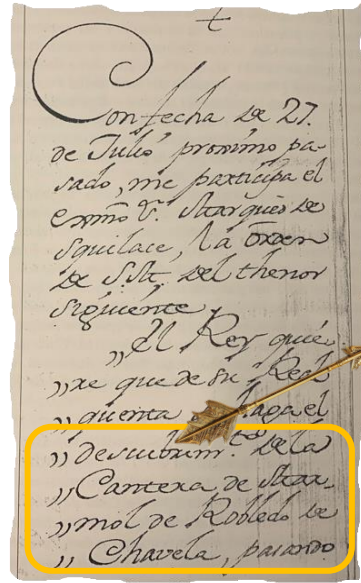 Con fecha de 27.
de Julio proximo pa-
sado, me participa el
exmõ S.r Marques de
Squilace, la orden
de S.M. del thenor
siguiente,
„El Rey quie-
„re que de su Real
„quenta haga el
„descubrim.to de la
„Cantera de Mar-
„mol de Robledo de
„Chavela, pasando